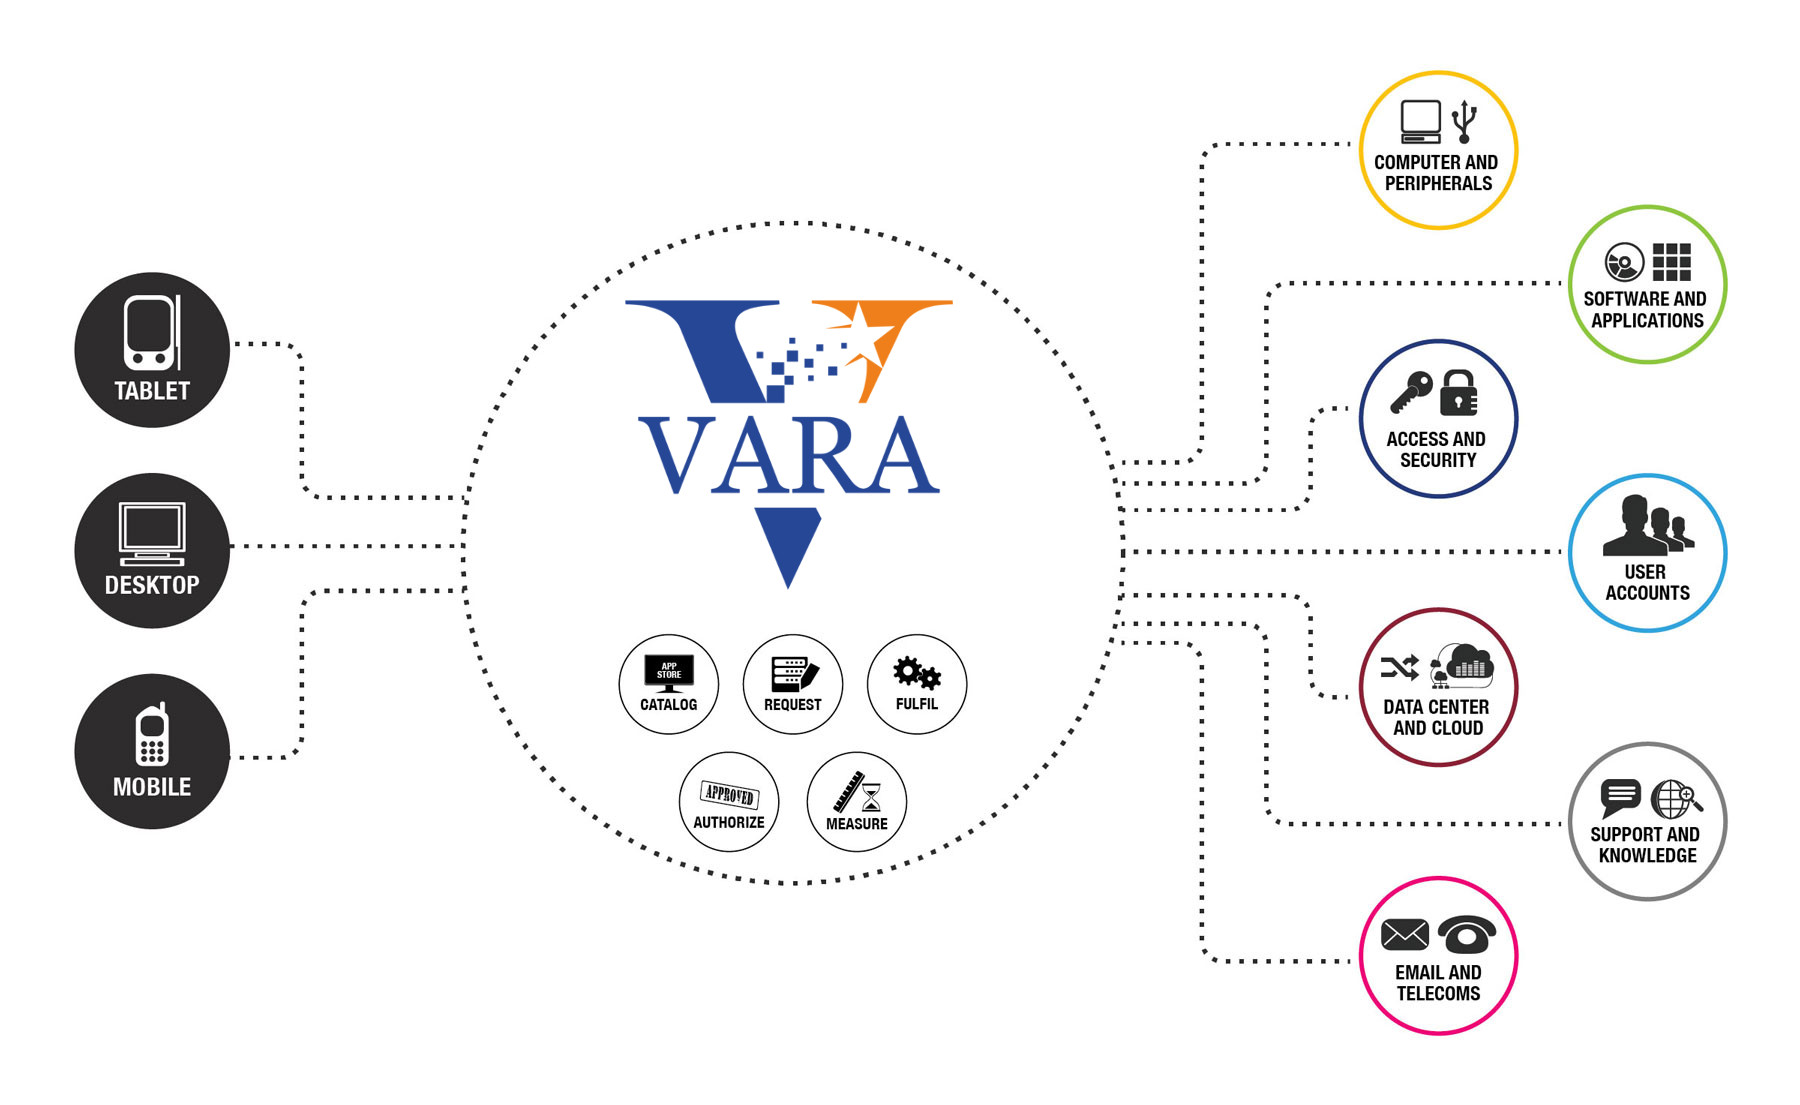 TABLET
DESKTOP
MOBILE
VARA
APP
STORE
CATALOG
REQUEST
FULFIL
APPROVED
AUTHORIZE
MEASURE
COMPUTER AND
PERIPHERALS
SOFTWARE AND
APPLICATIONS
ACCESS AND
SECURITY
USER
ACCOUNTS
DATA CENTER
AND CLOUD
SUPPORT AND
KNOWLEDGE
EMAIL AND
TELECOMS